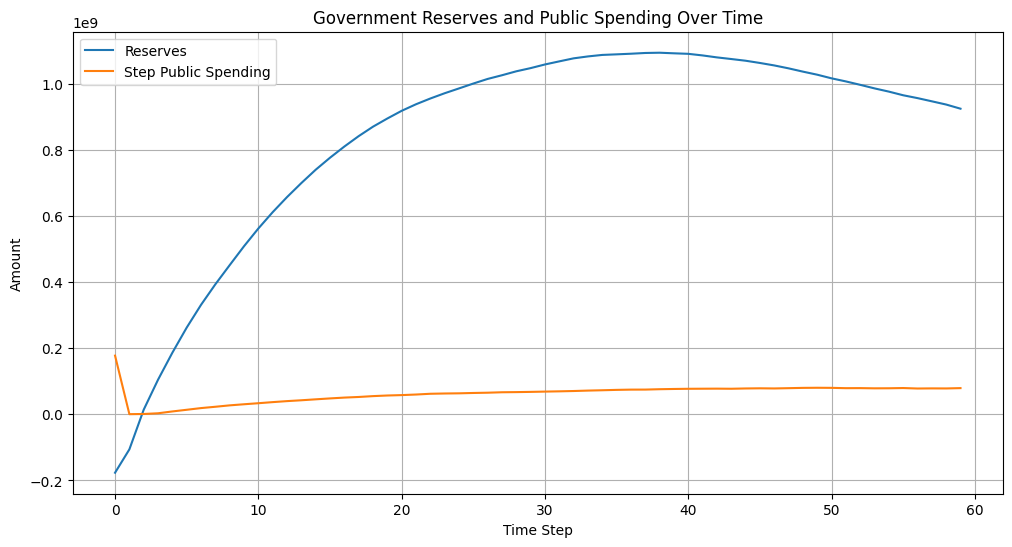 Government Reserves and Public Spending Over Time
1e9
Reserves
Step Public Spending
1.0
0.8
0.6
0.4
0.2
0.0
−0.2
Amount
0 10 20 30 40 50 60
Time Step